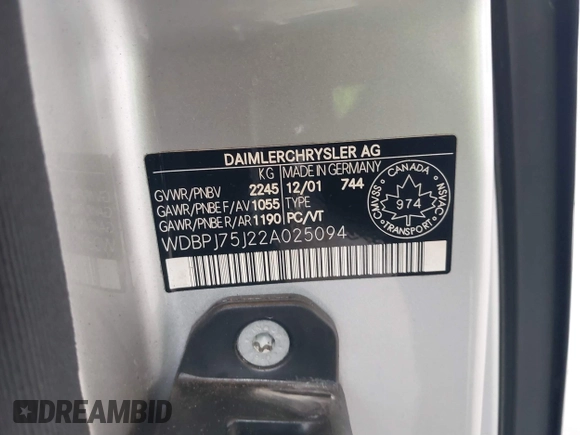 DAIMLERCHRYSLER AG
KG MADE IN GERMANY
GVWR/PNBV 2245 12/01 744
GAWR/PNBE F/AV 1055 TYPE
GAWR/PNBE R/AR 1190 PC/VT
WDBPJ75J22A025094
CANADA
CMVSS NSVAC
974
TRANSPORT
DREAMBID